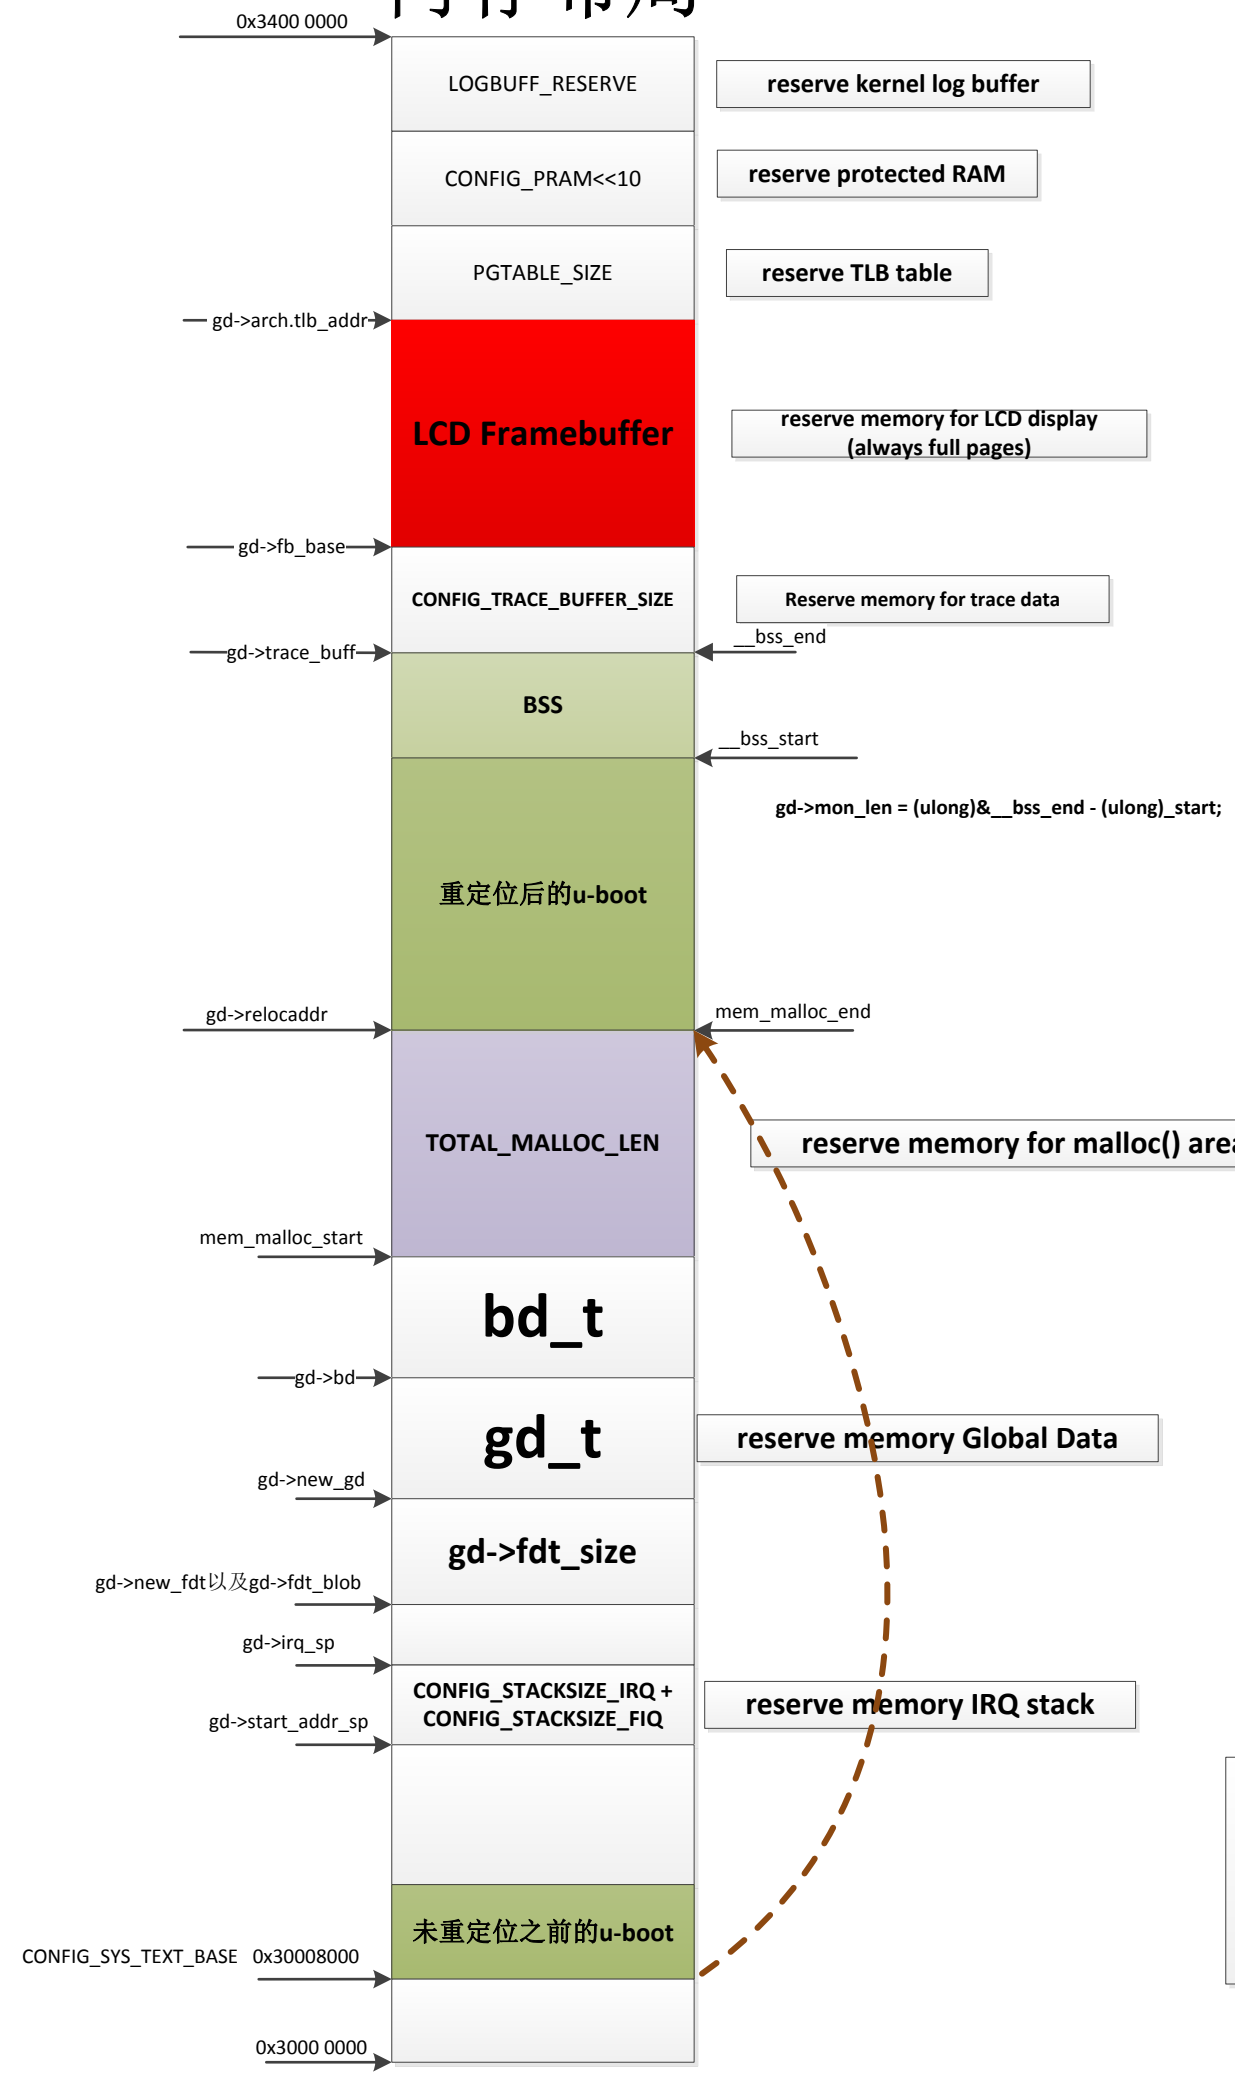 内存布局
0x3400 0000
LOGBUFF_RESERVE
reserve kernel log buffer
CONFIG_PRAM<<10
reserve protected RAM
PGTABLE_SIZE
reserve TLB table
gd->arch.tlb_addr
LCD Framebuffer
reserve memory for LCD display
(always full pages)
gd->fb_base
CONFIG_TRACE_BUFFER_SIZE
Reserve memory for trace data
__bss_end
gd->trace_buff
BSS
__bss_start
gd->mon_len = (ulong)&__bss_end - (ulong)_start;
重定位后的u-boot
gd->relocaddr
mem_malloc_end
TOTAL_MALLOC_LEN
reserve memory for malloc() area
mem_malloc_start
bd_t
gd->bd
gd_t
reserve memory Global Data
gd->new_gd
gd->fdt_size
gd->new_fdt以及gd->fdt_blob
gd->irq_sp
CONFIG_STACKSIZE_IRQ +
CONFIG_STACKSIZE_FIQ
reserve memory IRQ stack
gd->start_addr_sp
未重定位之前的u-boot
CONFIG_SYS_TEXT_BASE 0x30008000
0x3000 0000